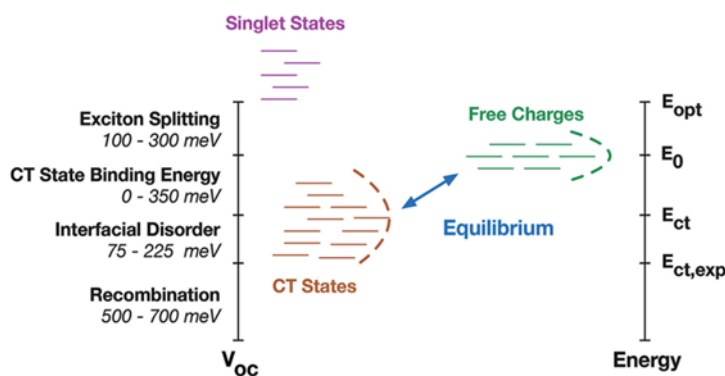 Singlet States
Exciton Splitting
100 - 300 meV
CT State Binding Energy
0 - 350 meV
Interfacial Disorder
75 - 225 meV
Recombination
500 - 700 meV
CT States
Free Charges
Equilibrium
E_opt
E_0
E_ct
E_ct,exp
V_oc
Energy